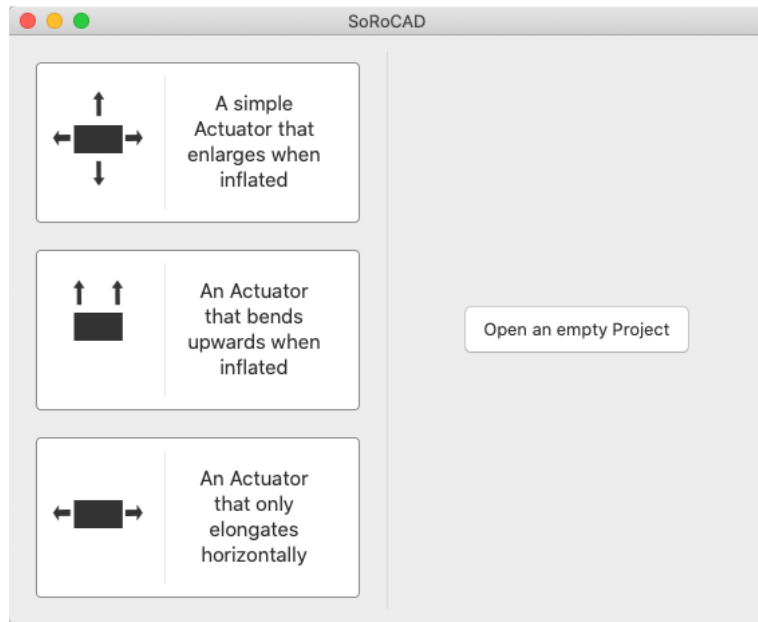 SoRoCAD
A simple
Actuator that
enlarges when
inflated
An Actuator
that bends
upwards when
inflated
An Actuator
that only
elongates
horizontally
Open an empty Project